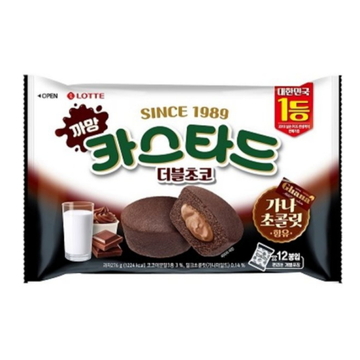 OPEN
LOTTE
대한민국
1등
SINCE 1989
까망
카스타드
더블초코
Ghana
가나
초콜릿
함유
12봉입